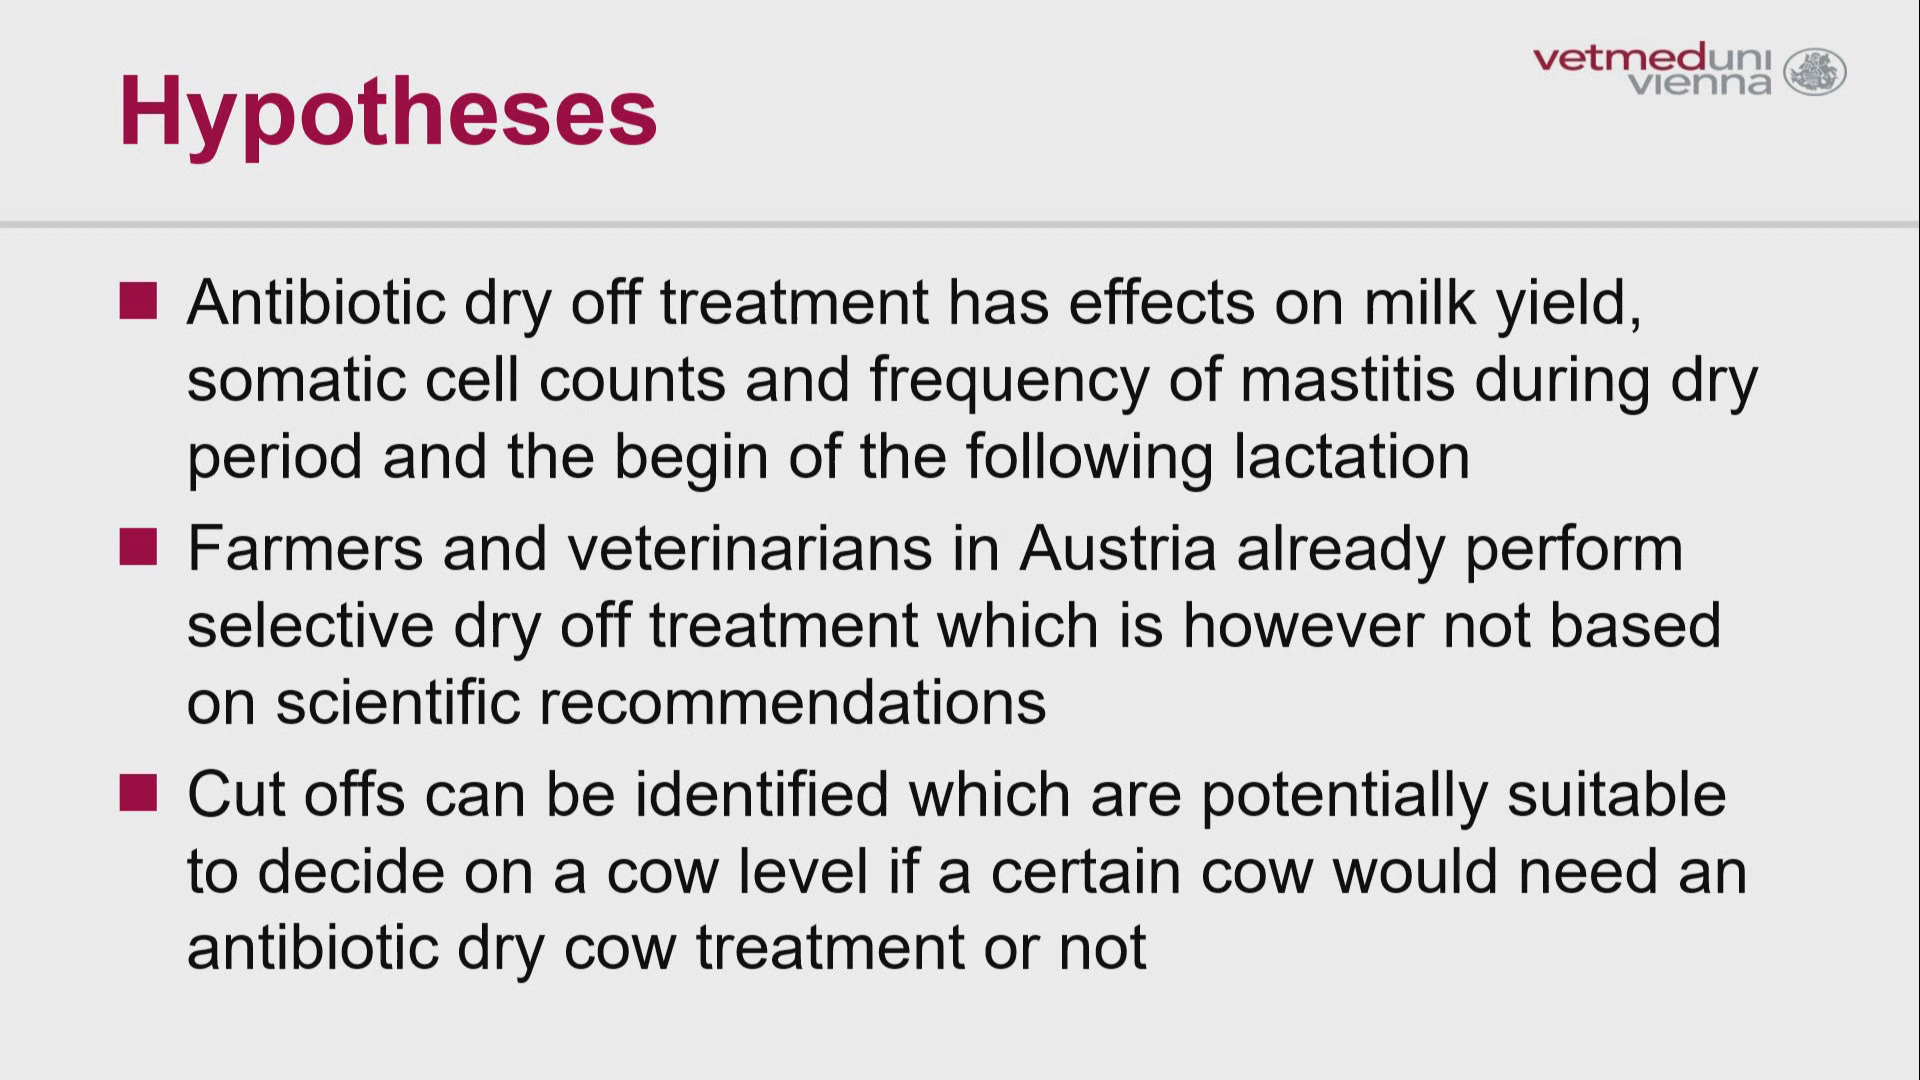 Hypotheses
vetmeduni
vienna
Antibiotic dry off treatment has effects on milk yield,
somatic cell counts and frequency of mastitis during dry
period and the begin of the following lactation
Farmers and veterinarians in Austria already perform
selective dry off treatment which is however not based
on scientific recommendations
Cut offs can be identified which are potentially suitable
to decide on a cow level if a certain cow would need an
antibiotic dry cow treatment or not